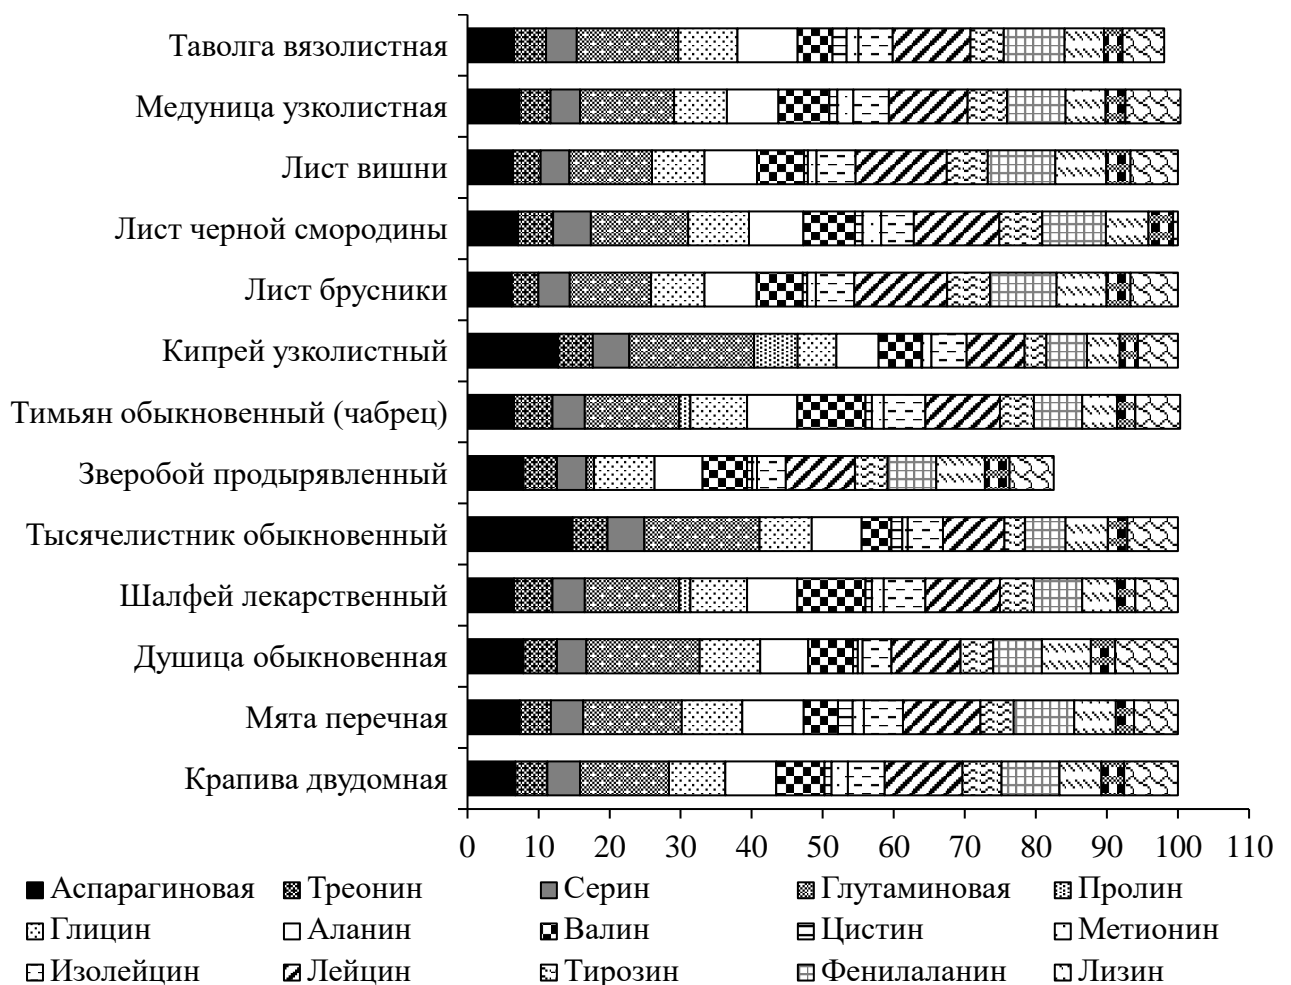 Таволга вязолистная
Медуница узколистная
Лист вишни
Лист черной смородины
Лист брусники
Кипрей узколистный
Тимьян обыкновенный (чабрец)
Зверобой продырявленный
Тысячелистник обыкновенный
Шалфей лекарственный
Душица обыкновенная
Мята перечная
Крапива двудомная
0 10 20 30 40 50 60 70 80 90 100 110
Аспарагиновая Треонин Серин Глутаминовая Пролин
Глицин Аланин Валин Цистин Метионин
Изолейцин Лейцин Тирозин Фенилаланин Лизин